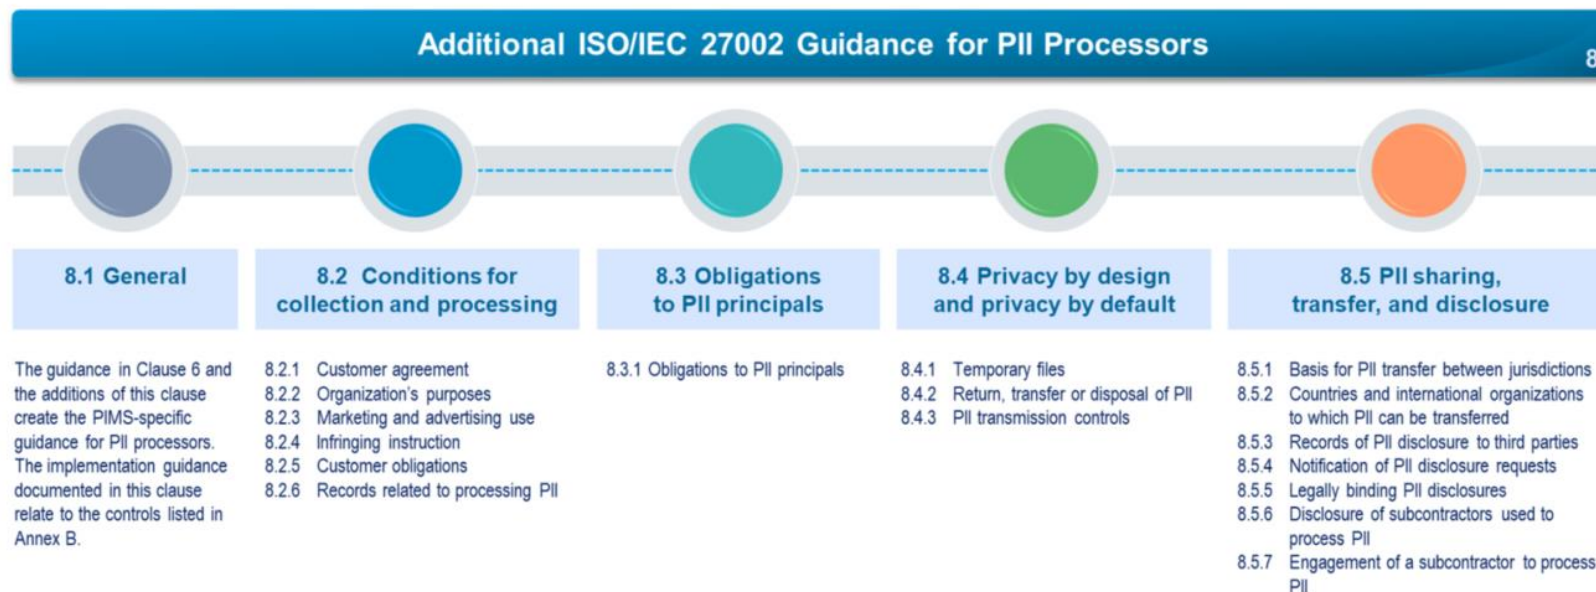 Additional ISO/IEC 27002 Guidance for PII Processors
8
8.1 General
The guidance in Clause 6 and
the additions of this clause
create the PIMS-specific
guidance for PII processors.
The implementation guidance
documented in this clause
relate to the controls listed in
Annex B.
8.2 Conditions for
collection and processing
8.2.1 Customer agreement
8.2.2 Organization's purposes
8.2.3 Marketing and advertising use
8.2.4 Infringing instruction
8.2.5 Customer obligations
8.2.6 Records related to processing PII
8.3 Obligations
to PII principals
8.3.1 Obligations to PII principals
8.4 Privacy by design
and privacy by default
8.4.1 Temporary files
8.4.2 Return, transfer or disposal of PII
8.4.3 PII transmission controls
8.5 PII sharing,
transfer, and disclosure
8.5.1 Basis for PII transfer between jurisdictions
8.5.2 Countries and international organizations
to which PII can be transferred
8.5.3 Records of PII disclosure to third parties
8.5.4 Notification of PII disclosure requests
8.5.5 Legally binding PII disclosures
8.5.6 Disclosure of subcontractors used to
process PII
8.5.7 Engagement of a subcontractor to process
PII